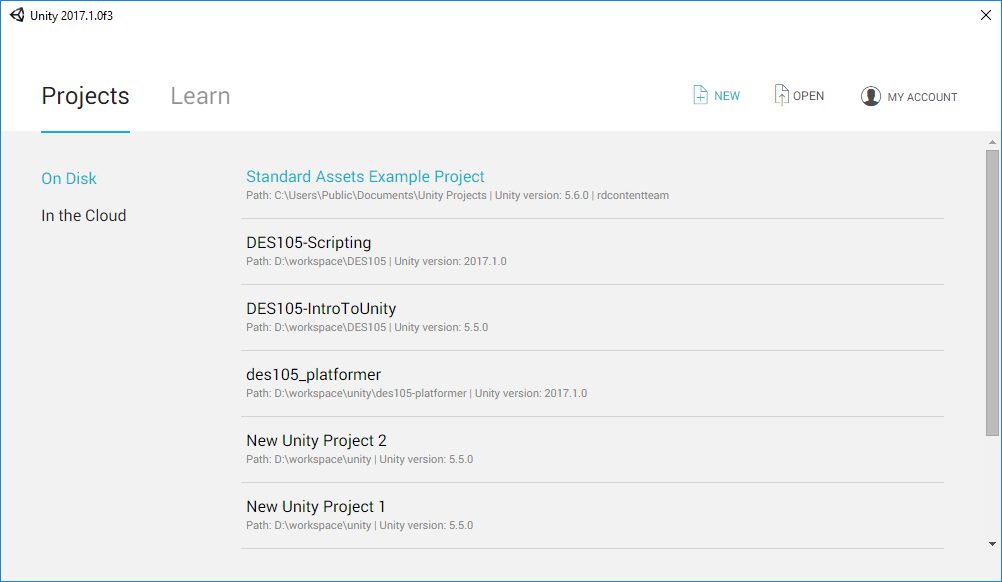 Unity 2017.1.0f3
Projects Learn NEW OPEN MY ACCOUNT
On Disk
In the Cloud
Standard Assets Example Project
Path: C:\Users\Public\Documents\Unity Projects | Unity version: 5.6.0 | rdcontentteam
DES105-Scripting
Path: D:\workspace\DES105 | Unity version: 2017.1.0
DES105-IntroToUnity
Path: D:\workspace\DES105 | Unity version: 5.5.0
des105_platformer
Path: D:\workspace\unity\des105-platformer | Unity version: 2017.1.0
New Unity Project 2
Path: D:\workspace\unity | Unity version: 5.5.0
New Unity Project 1
Path: D:\workspace\unity | Unity version: 5.5.0